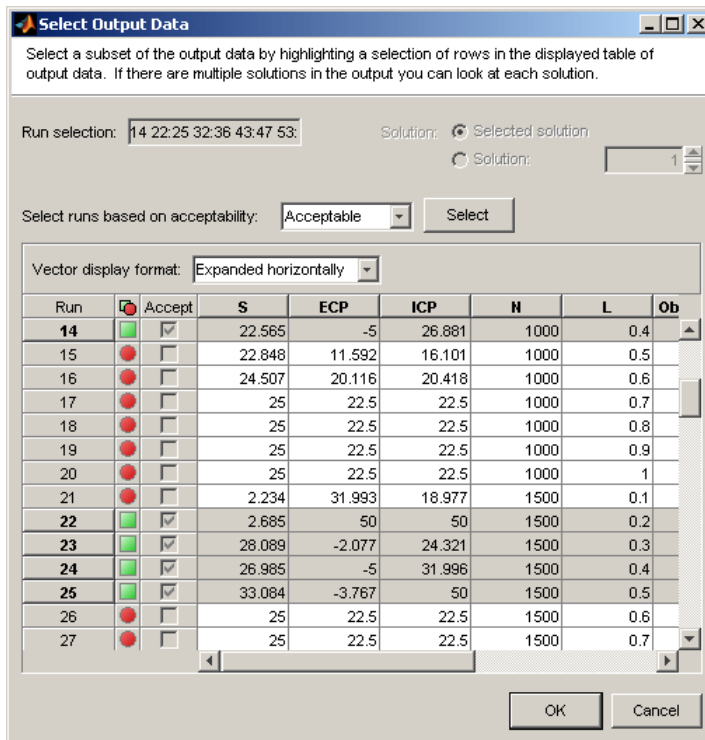 Select Output Data
Select a subset of the output data by highlighting a selection of rows in the displayed table of
output data. If there are multiple solutions in the output you can look at each solution.
Run selection: 14 22:25 32:36 43:47 53: Solution: Selected solution
Solution: 1
Select runs based on acceptability: Acceptable Select
Vector display format: Expanded horizontally
Run Accept S ECP ICP N L Ob
14 22.565 -5 26.881 1000 0.4
15 22.848 11.592 16.101 1000 0.5
16 24.507 20.116 20.418 1000 0.6
17 25 22.5 22.5 1000 0.7
18 25 22.5 22.5 1000 0.8
19 25 22.5 22.5 1000 0.9
20 25 22.5 22.5 1000 1
21 2.234 31.993 18.977 1500 0.1
22 2.685 50 50 1500 0.2
23 28.089 -2.077 24.321 1500 0.3
24 26.985 -5 31.996 1500 0.4
25 33.084 -3.767 50 1500 0.5
26 25 22.5 22.5 1500 0.6
27 25 22.5 22.5 1500 0.7
OK Cancel